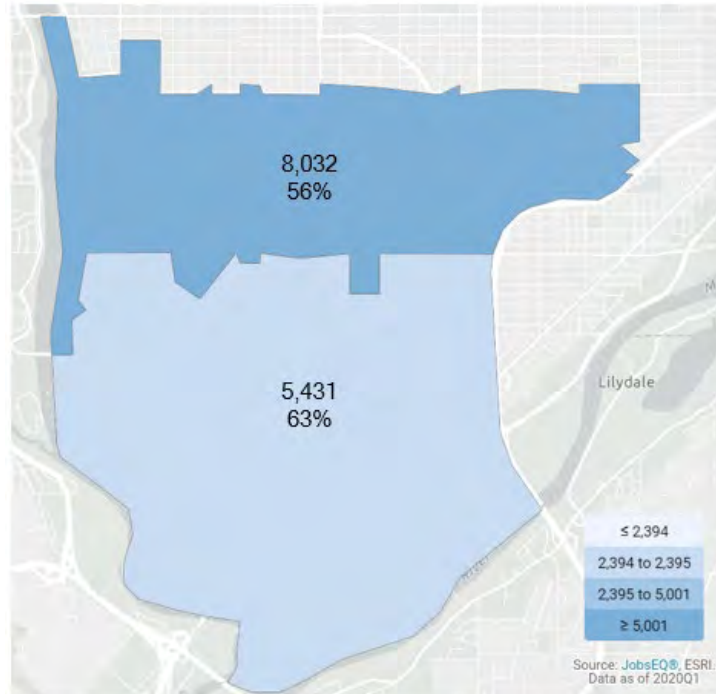 8,032
56%
5,431
63%
Lilydale
River
≤ 2,394
2,394 to 2,395
2,395 to 5,001
≥ 5,001
Source: JobsEQ®, ESRI.
Data as of 2020Q1